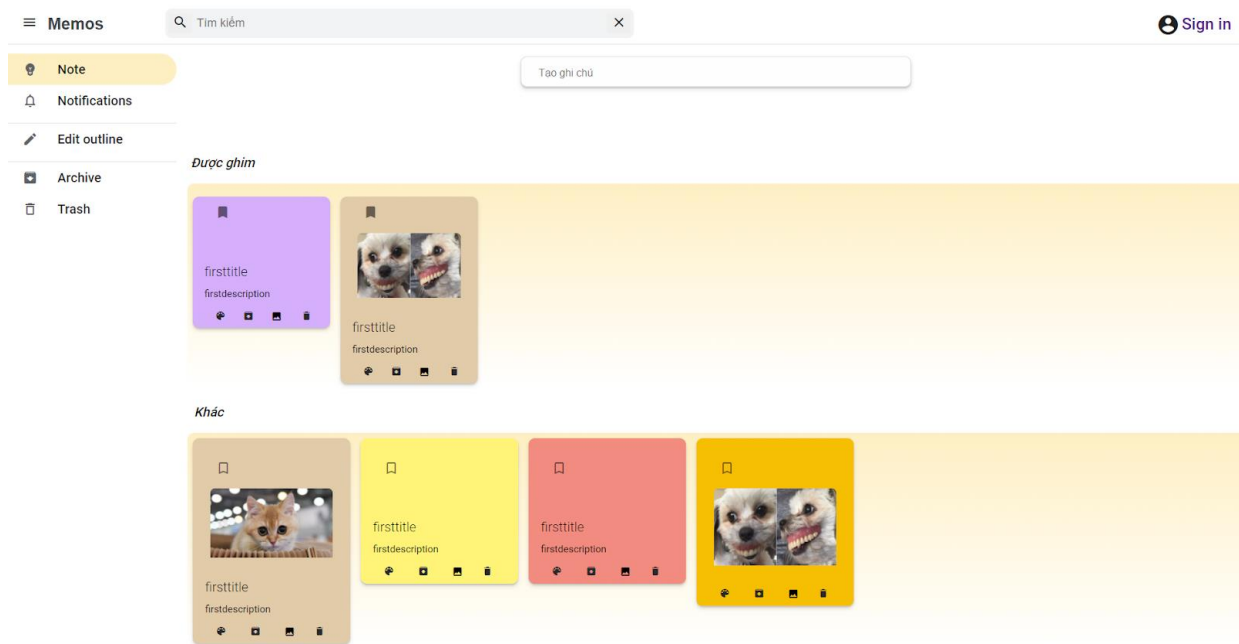 Memos
Tìm kiếm
Sign in
Note
Notifications
Edit outline
Archive
Trash
Tạo ghi chú
Được ghim
firsttitle
firstdescription
firsttitle
firstdescription
Khác
firsttitle
firstdescription
firsttitle
firstdescription
firsttitle
firstdescription